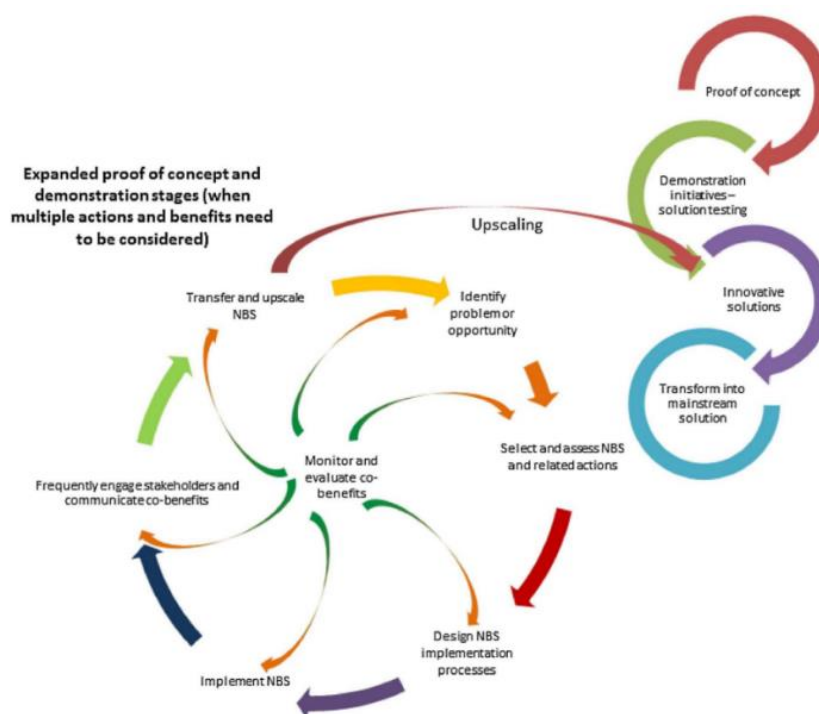 Proof of concept
Expanded proof of concept and
demonstration stages (when
multiple actions and benefits need
to be considered)
Demonstration
initiatives–
solution testing
Upscaling
Innovative
solutions
Transfer and upscale
NBS
Identify
problem or
opportunity
Transform into
mainstream
solution
Select and assess NBS
and related actions
Monitor and
evaluate co-
benefits
Frequently engage stakeholders and
communicate co-benefits
Design NBS
implementation
processes
Implement NBS